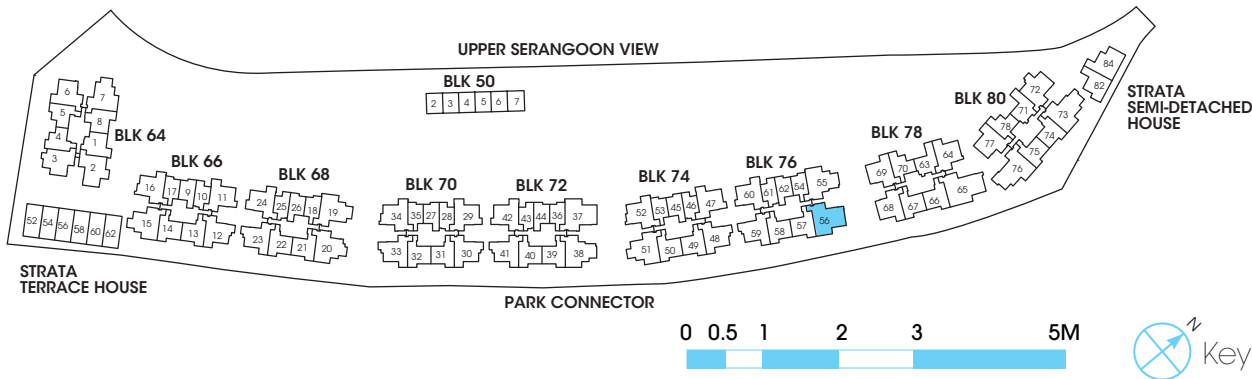 UPPER SERANGOON VIEW
BLK 50
2 3 4 5 6 7
BLK 64
6 7
5 8
4 1
3 2
BLK 66
16 17 9 10 11
15 14 13 12
BLK 68
24 25 26 18 19
23 22 21 20
BLK 70
34 35 27 28 29
33 32 31 30
BLK 72
42 43 44 36 37
41 40 39 38
BLK 74
52 53 45 46 47
51 50 49 48
BLK 76
60 61 62 54 55
59 58 57 56
BLK 78
69 70 63 64
68 67 66 65
BLK 80
72
71 73
78 74
77 75
76
84
82
STRATA
SEMI-DETACHED
HOUSE
52 54 56 58 60 62
STRATA
TERRACE HOUSE
PARK CONNECTOR
0 0.5 1 2 3 5M
N
Key